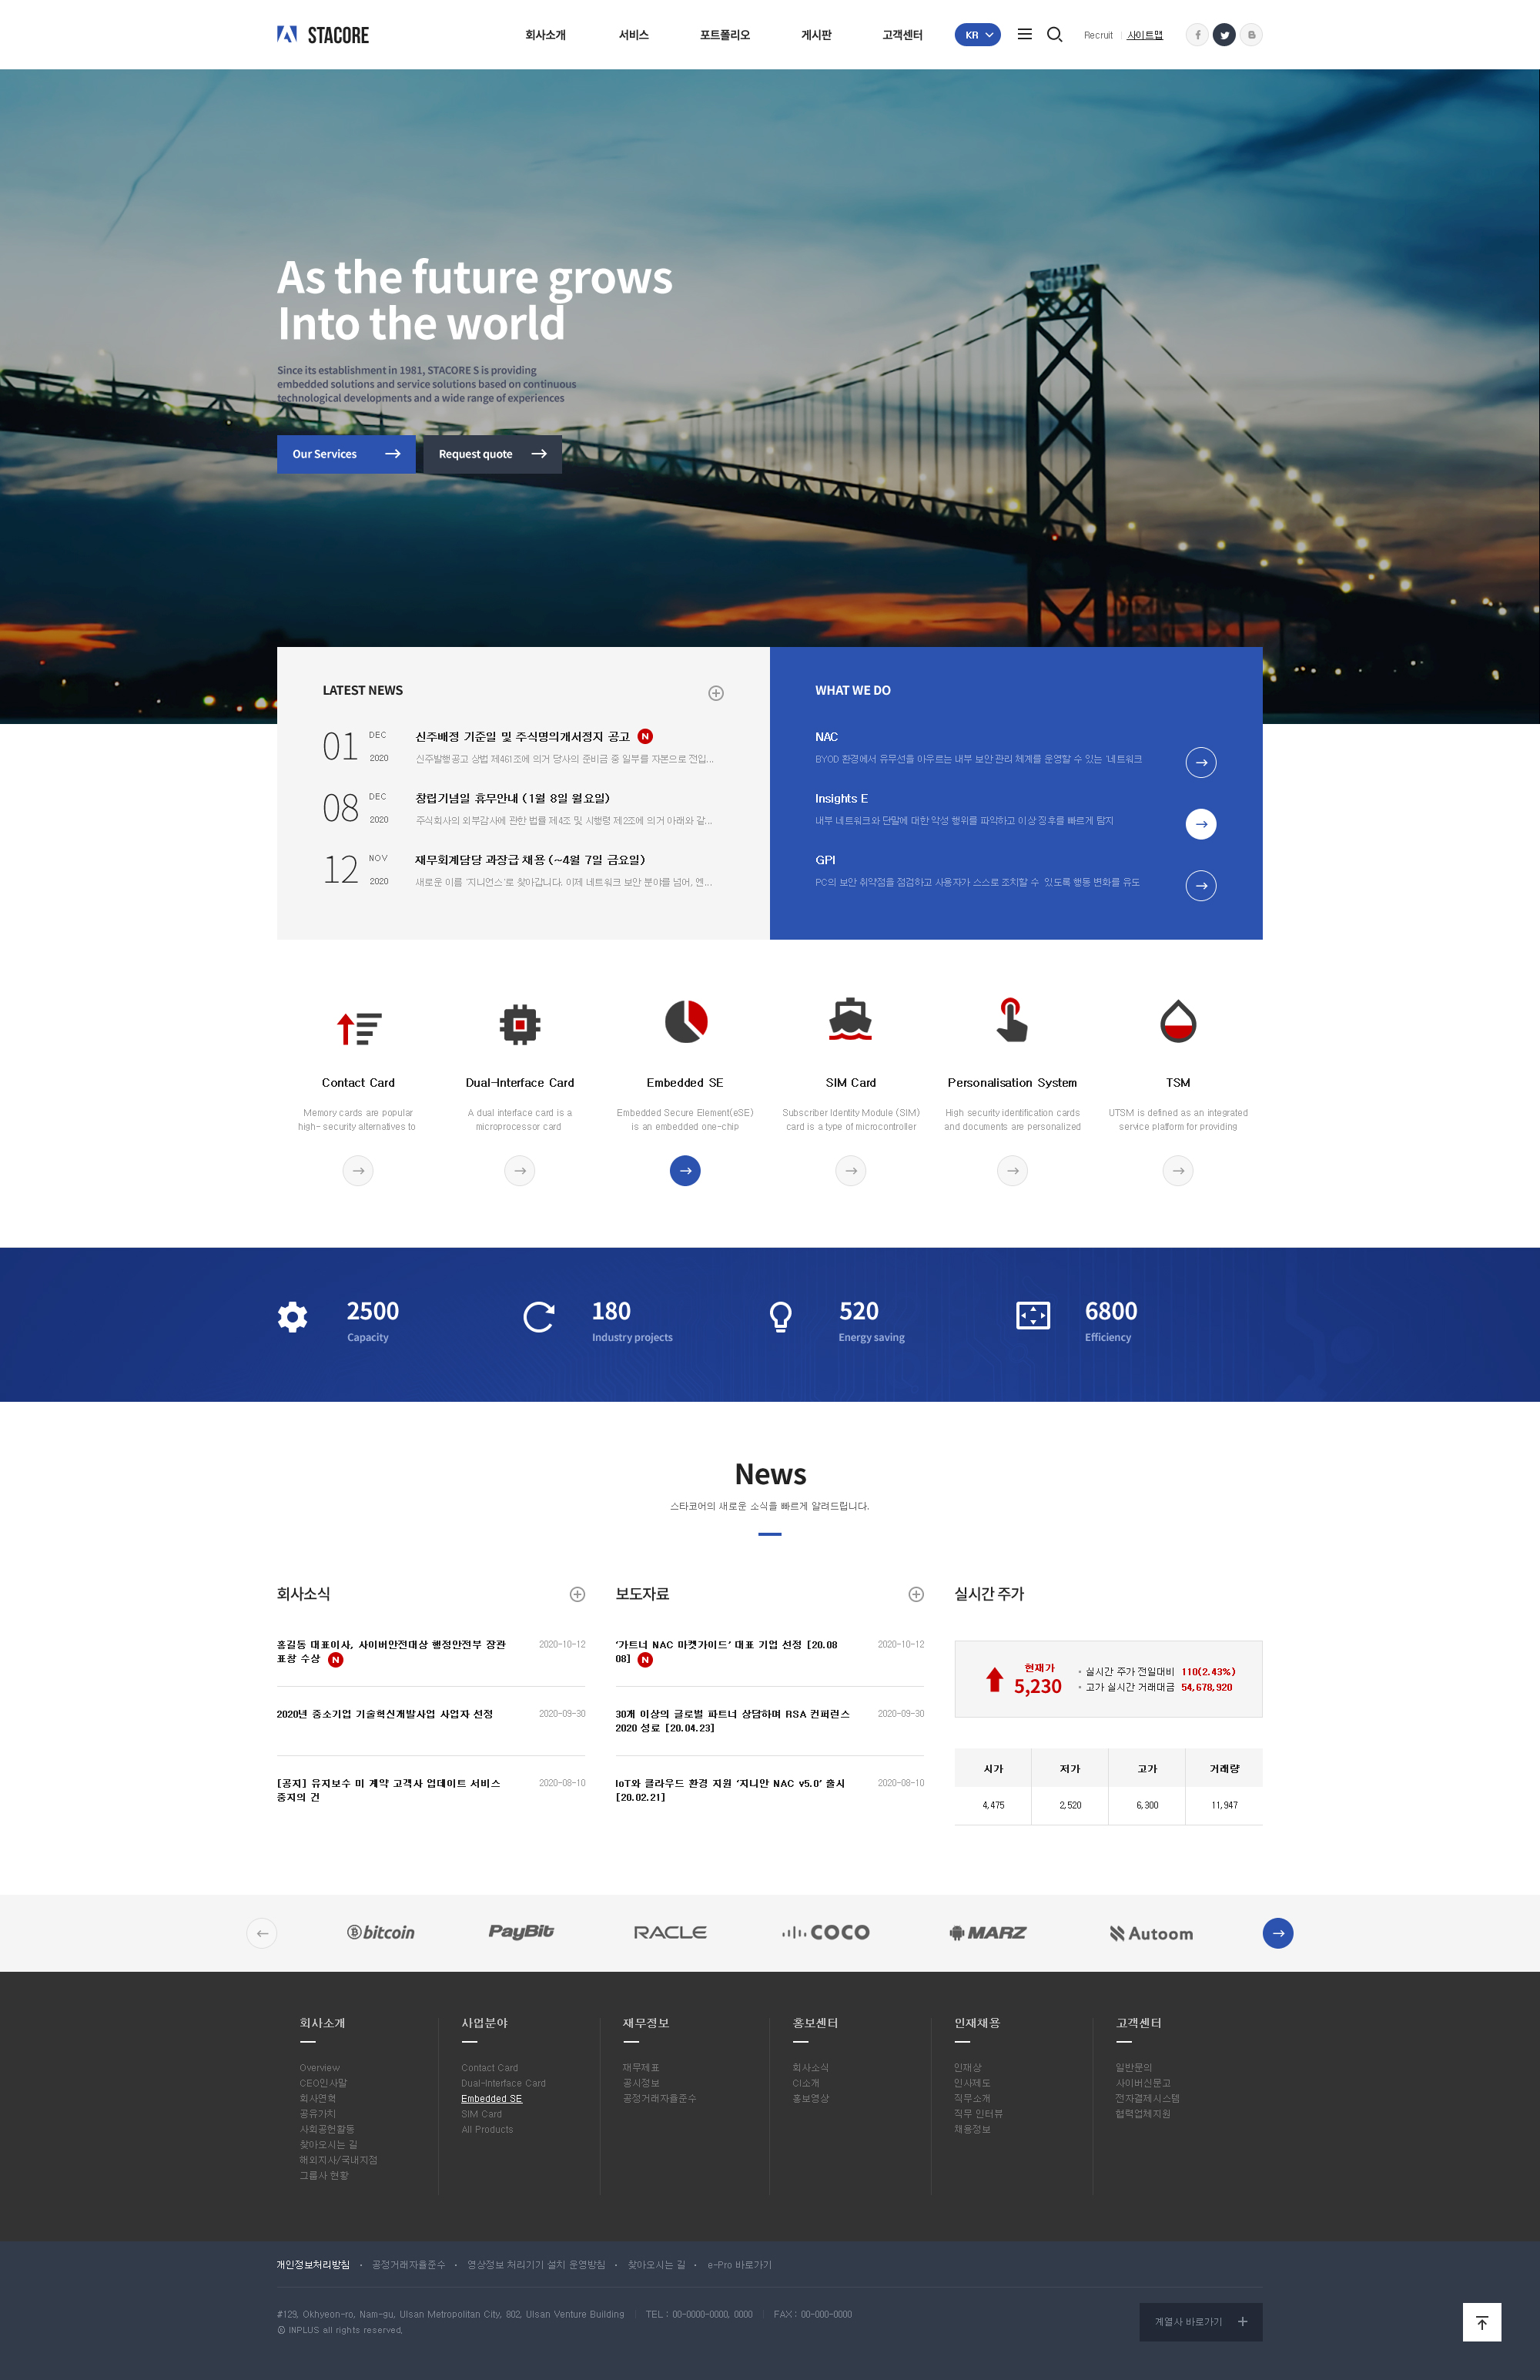 STACORE
회사소개
서비스
포트폴리오
게시판
고객센터
KR
Recruit
사이트맵
As the future grows
Into the world
Since its establishment in 1981, STACORE S is providing
embedded solutions and service solutions based on continuous
technological developments and a wide range of experiences
Our Services
Request quote
LATEST NEWS
01 DEC 2020
신주배정 기준일 및 주식명의개서정지 공고 N
신주발행공고 상법 제461조에 의거 당사의 준비금 중 일부를 자본으로 전입...
08 DEC 2020
창립기념일 휴무안내 (1월 8일 월요일)
주식회사의 외부감사에 관한 법률 제4조 및 시행령 제2조에 의거 아래와 같...
12 NOV 2020
재무회계담당 과장급 채용 (~4월 7일 금요일)
새로운 이름 '지니언스'로 찾아갑니다. 이제 네트워크 보안 분야를 넘어, 엔...
WHAT WE DO
NAC
BYOD 환경에서 유무선을 아우르는 내부 보안 관리 체계를 운영할 수 있는 '네트워크
Insights E
내부 네트워크와 단말에 대한 악성 행위를 파악하고 이상 징후를 빠르게 탐지
GPI
PC의 보안 취약점을 점검하고 사용자가 스스로 조치할 수 있도록 행동 변화를 유도
Contact Card
Memory cards are popular
high- security alternatives to
Dual-Interface Card
A dual interface card is a
microprocessor card
Embedded SE
Embedded Secure Element(eSE)
is an embedded one-chip
SIM Card
Subscriber Identity Module (SIM)
card is a type of microcontroller
Personalisation System
High security identification cards
and documents are personalized
TSM
UTSM is defined as an integrated
service platform for providing
2500
Capacity
180
Industry projects
520
Energy saving
6800
Efficiency
News
스타코어의 새로운 소식을 빠르게 알려드립니다.
회사소식
홍길동 대표이사, 사이버안전대상 행정안전부 장관 2020-10-12
표창 수상 N
2020년 중소기업 기술혁신개발사업 사업자 선정 2020-09-30
[공지] 유지보수 미 계약 고객사 업데이트 서비스 2020-08-10
중지의 건
보도자료
'가트너 NAC 마켓가이드' 대표 기업 선정 [20.08 2020-10-12
08] N
30개 이상의 글로벌 파트너 상담하며 RSA 컨퍼런스 2020-09-30
2020 성료 [20.04.23]
IoT와 클라우드 환경 지원 '지니안 NAC v5.0' 출시 2020-08-10
[20.02.21]
실시간 주가
현재가
5,230
실시간 주가 전일대비 110(2.43%)
고가 실시간 거래대금 54,678,920
시가 저가 고가 거래량
4,475 2,520 6,300 11,947
bitcoin
PayBit
RACLE
COCO
MARZ
Autoom
회사소개
Overview
CEO인사말
회사연혁
공유가치
사회공헌활동
찾아오시는 길
해외지사/국내지점
그룹사 현황
사업분야
Contact Card
Dual-Interface Card
Embedded SE
SIM Card
All Products
재무정보
재무제표
공시정보
공정거래자율준수
홍보센터
회사소식
CI소개
홍보영상
인재채용
인재상
인사제도
직무소개
직무 인터뷰
채용정보
고객센터
일반문의
사이버신문고
전자결제시스템
협력업체지원
개인정보처리방침 · 공정거래자율준수 · 영상정보 처리기기 설치 운영방침 · 찾아오시는 길 · e-Pro 바로가기
#129, Okhyeon-ro, Nam-gu, Ulsan Metropolitan City, 802, Ulsan Venture Building | TEL : 00-0000-0000, 0000 | FAX : 00-000-0000
ⓒ INPLUS all rights reserved.
계열사 바로가기 +